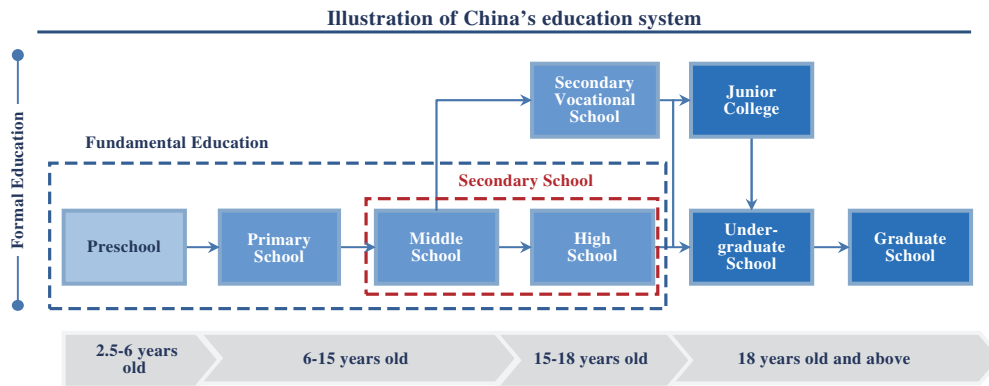 Illustration of China's education system
Formal Education
Fundamental Education
Secondary
Vocational
School
Junior
College
Secondary School
Preschool
Primary
School
Middle
School
High
School
Under-
graduate
School
Graduate
School
2.5-6 years
old
6-15 years old
15-18 years old
18 years old and above